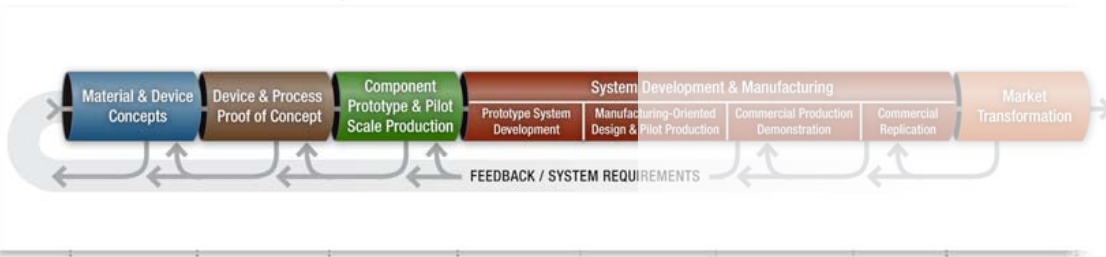 Material & Device
Concepts
Device & Process
Proof of Concept
Component
Prototype & Pilot
Scale Production
System Development & Manufacturing
Prototype System
Development
Manufacturing-Oriented
Design & Pilot Production
Commercial Production
Demonstration
Commercial
Replication
Market
Transformation
FEEDBACK / SYSTEM REQUIREMENTS